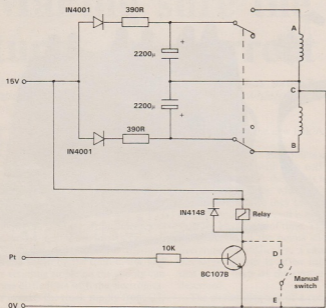 IN4001
390R
A
2200µ
+
15V
C
2200µ
+
390R
IN4001
B
IN4148
Relay
D
10K
Pt
Manual
switch
BC107B
E
0V